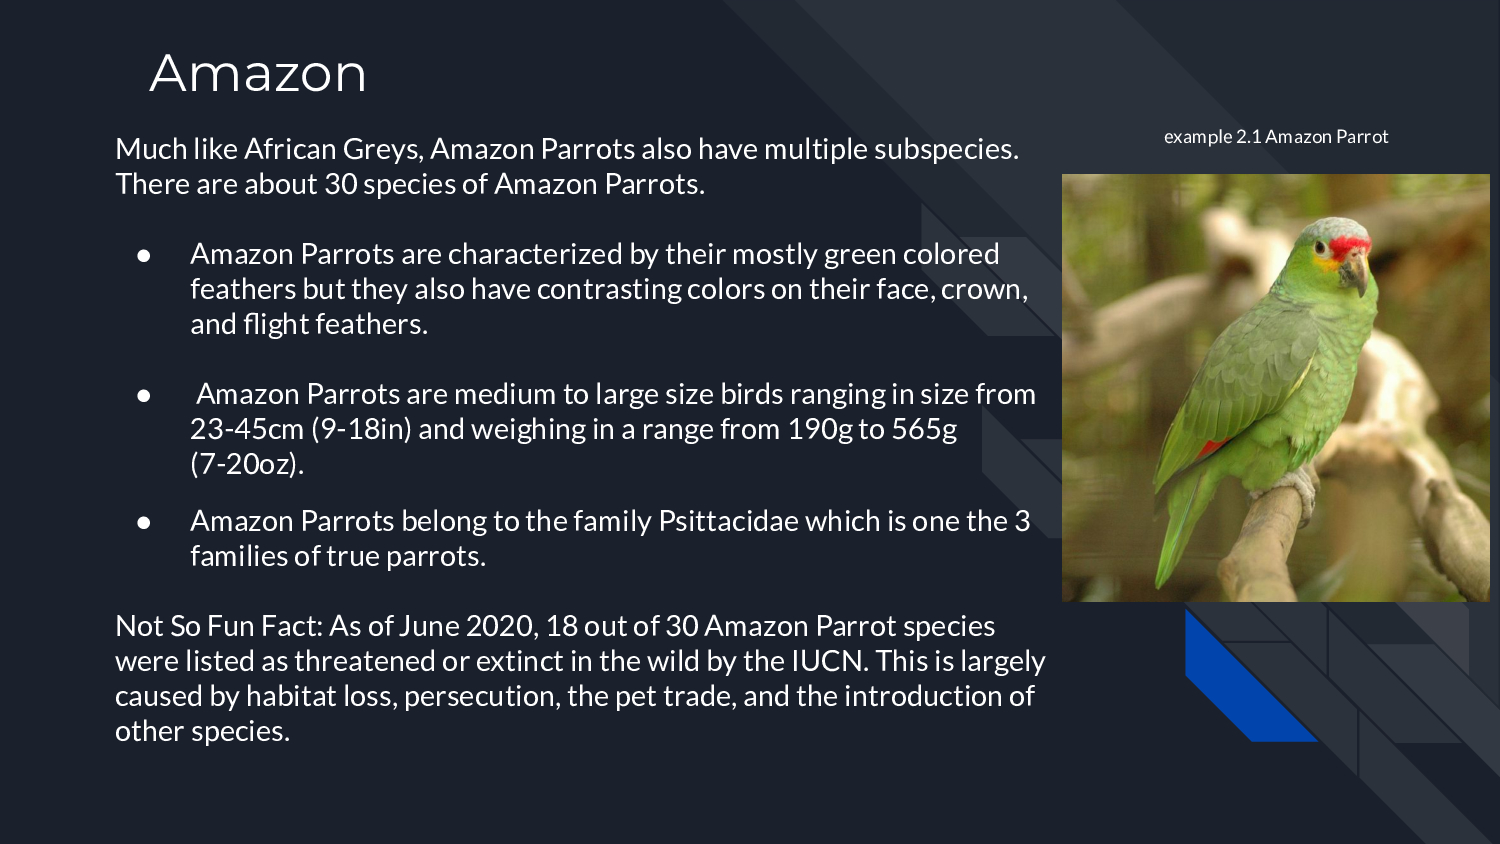 Amazon
Much like African Greys, Amazon Parrots also have multiple subspecies.
There are about 30 species of Amazon Parrots.
● Amazon Parrots are characterized by their mostly green colored
feathers but they also have contrasting colors on their face, crown,
and flight feathers.
● Amazon Parrots are medium to large size birds ranging in size from
23-45cm (9-18in) and weighing in a range from 190g to 565g
(7-20oz).
● Amazon Parrots belong to the family Psittacidae which is one the 3
families of true parrots.
Not So Fun Fact: As of June 2020, 18 out of 30 Amazon Parrot species
were listed as threatened or extinct in the wild by the IUCN. This is largely
caused by habitat loss, persecution, the pet trade, and the introduction of
other species.
example 2.1 Amazon Parrot